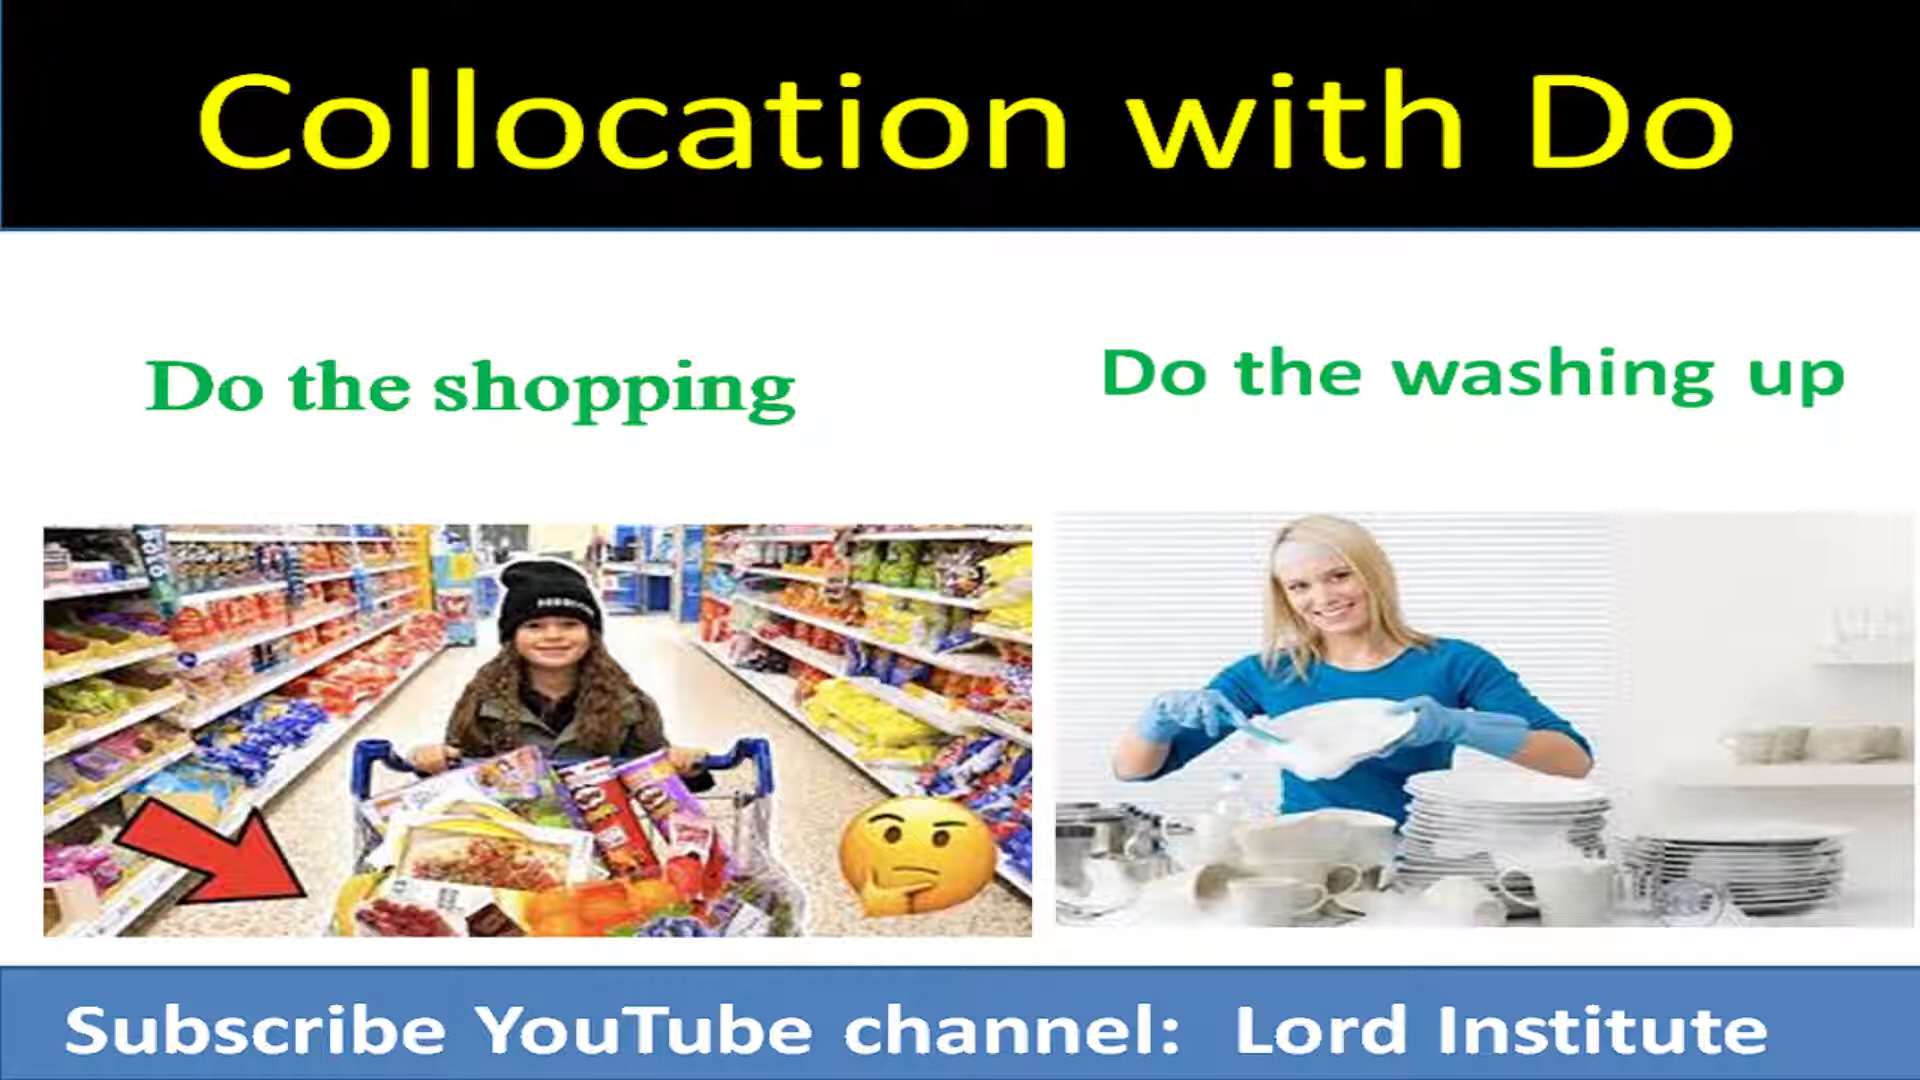 Collocation with Do
Do the shopping
Do the washing up
Subscribe YouTube channel: Lord Institute